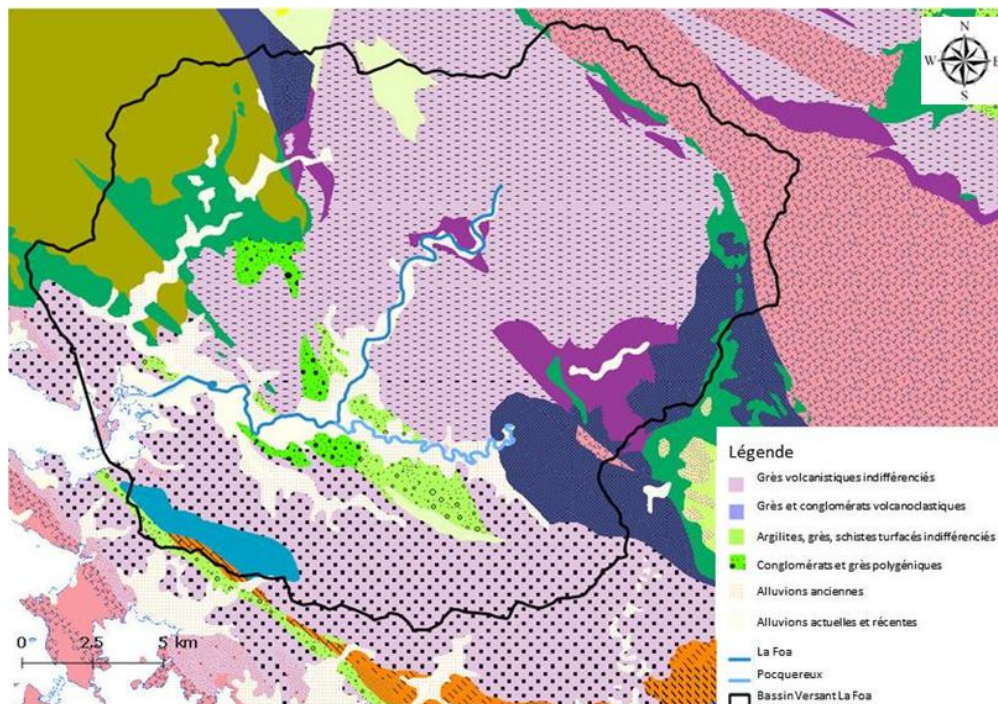 N
W E
S
Légende
Grès volcanistiques indifférenciés
Grès et conglomérats volcanoclastiques
Argilites, grès, schistes turfacés indifférenciés
Conglomérats et grès polygéniques
Alluvions anciennes
Alluvions actuelles et récentes
La Foa
Pocquereux
Bassin Versant La Foa
0 2,5 5 km